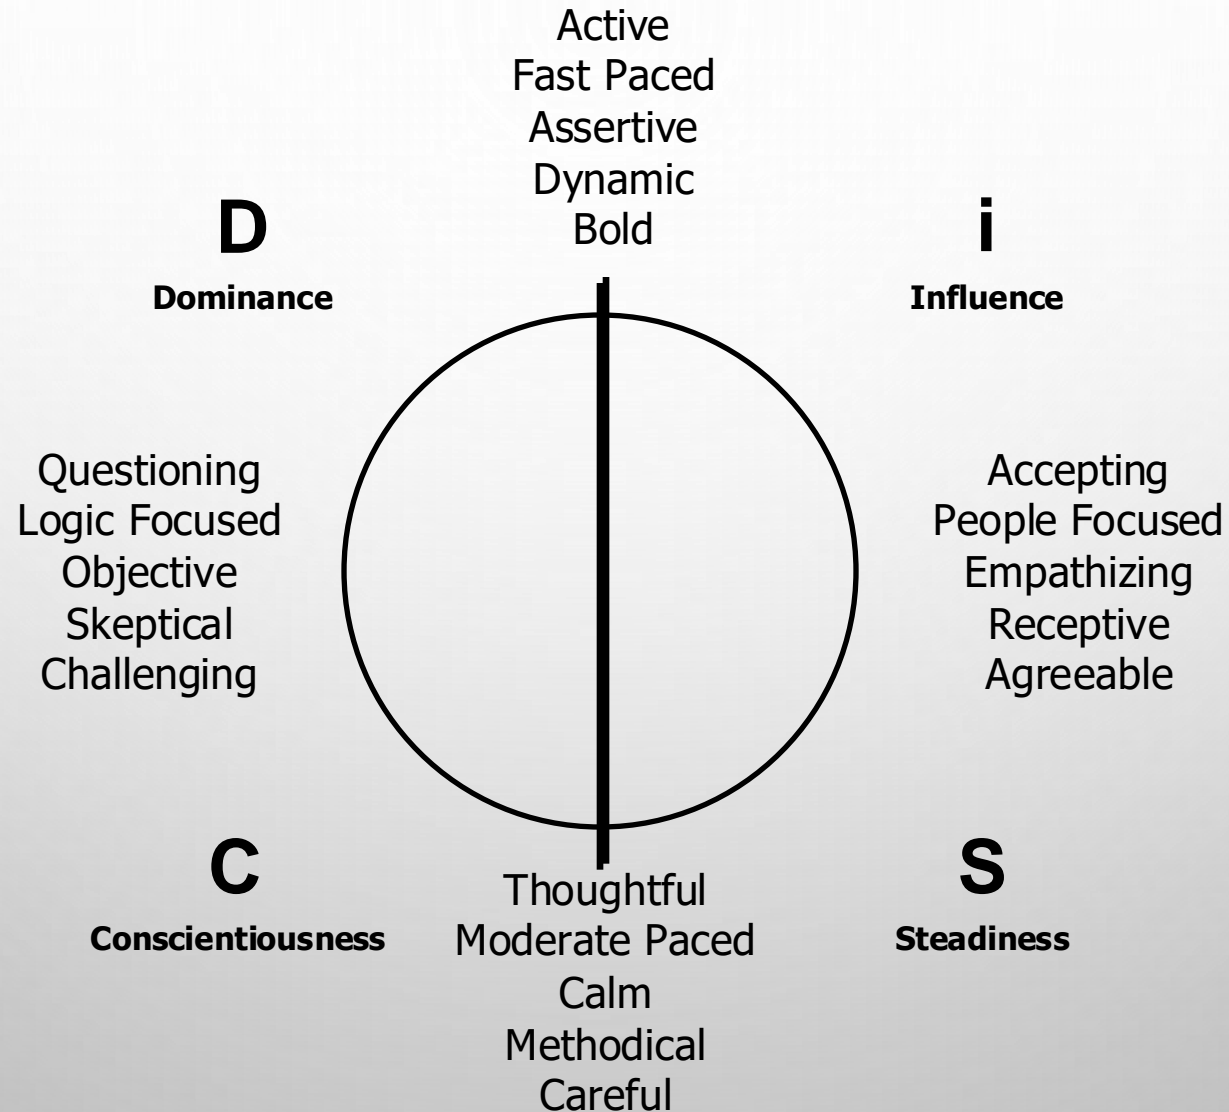 Active
Fast Paced
Assertive
Dynamic
Bold
D
Dominance
i
Influence
Questioning
Logic Focused
Objective
Skeptical
Challenging
Accepting
People Focused
Empathizing
Receptive
Agreeable
C
Conscientiousness
S
Steadiness
Thoughtful
Moderate Paced
Calm
Methodical
Careful